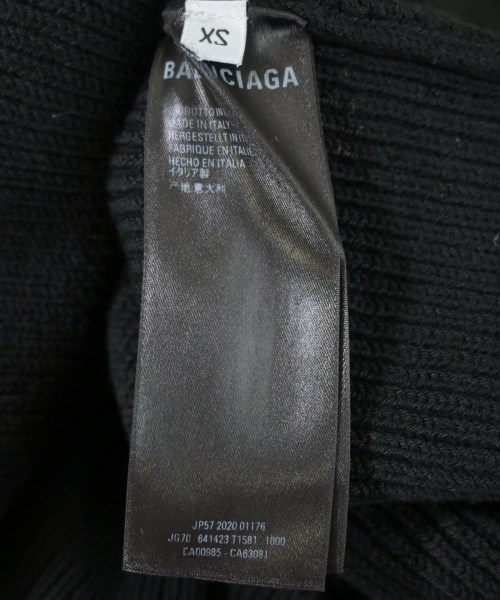 XS
BALENCIAGA
MADE IN ITALY
HERGESTELLT IN
FABRIQUE EN ITALIE
HECHO EN ITALIA
イタリア製
产地 意大利
JP57 2020 01176
JG70 641423 T1581 1000
CA00985 - CA63081